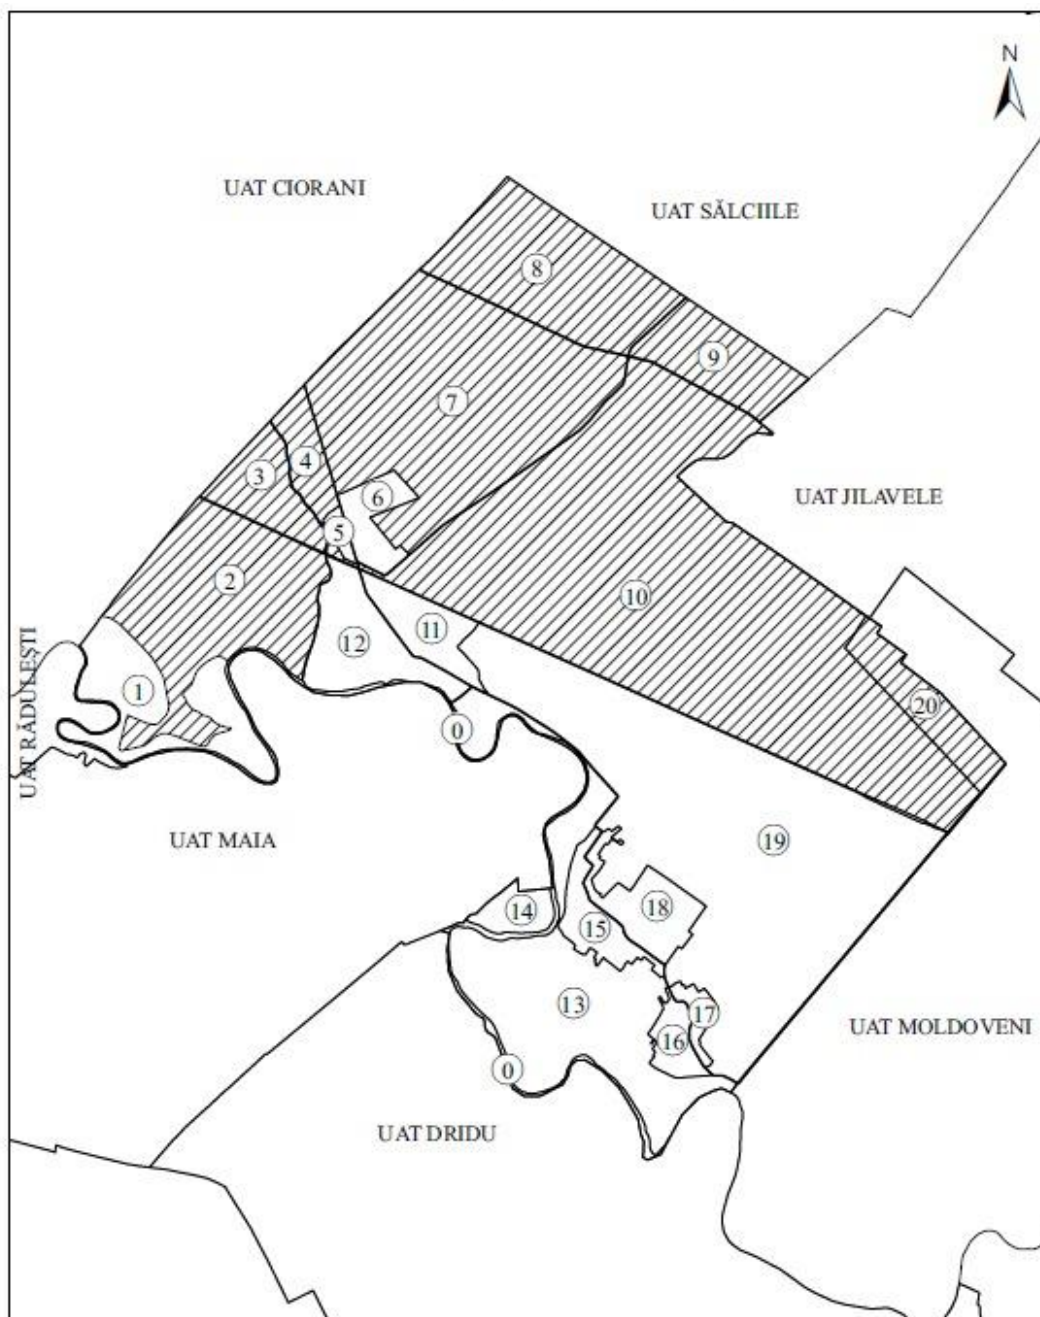 N
UAT CIORANI
UAT SĂLCIILE
8
9
7
4
3
6
UAT JILAVELE
5
2
10
11
12
1
20
0
UAT RĂDULEȘTI
UAT MAIA
19
14
18
15
13
17
UAT MOLDOVENI
16
0
UAT DRIDU